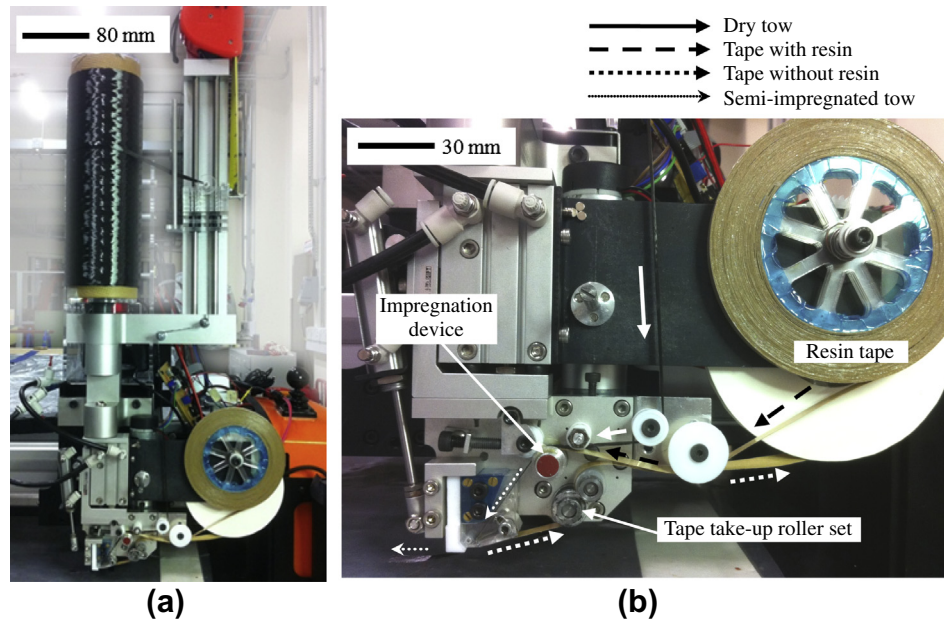 80 mm
Dry tow
Tape with resin
Tape without resin
Semi-impregnated tow
30 mm
Impregnation
device
Resin tape
Tape take-up roller set
(a)
(b)